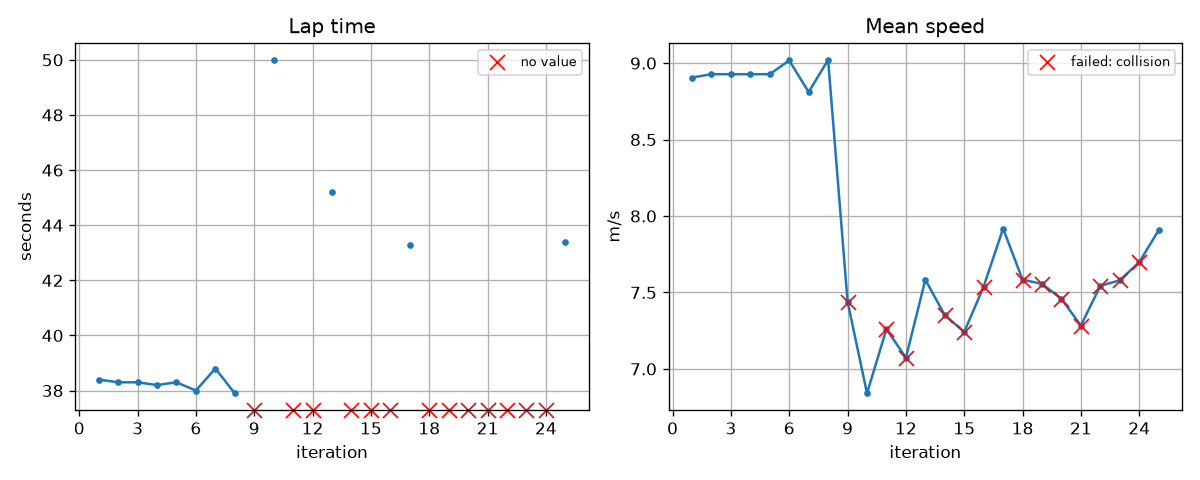 Lap time
no value
seconds
50
48
46
44
42
40
38
0 3 6 9 12 15 18 21 24
iteration
Mean speed
failed: collision
m/s
9.0
8.5
8.0
7.5
7.0
0 3 6 9 12 15 18 21 24
iteration